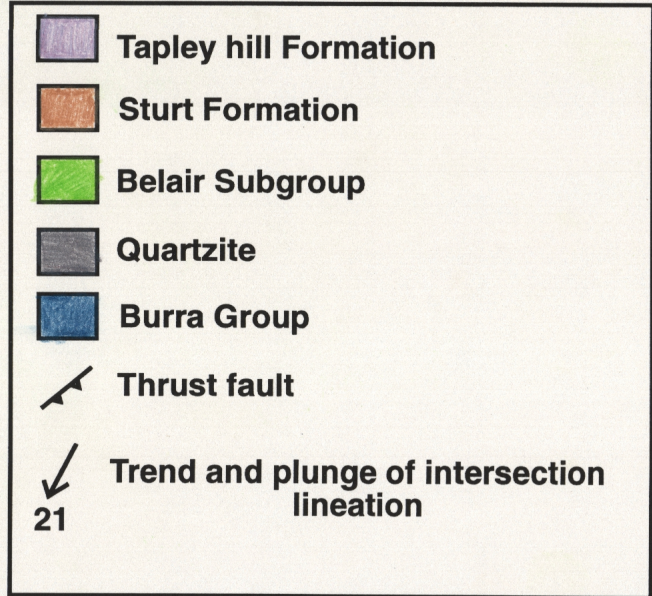 Tapley hill Formation
Sturt Formation
Belair Subgroup
Quartzite
Burra Group
Thrust fault
Trend and plunge of intersection
lineation
21